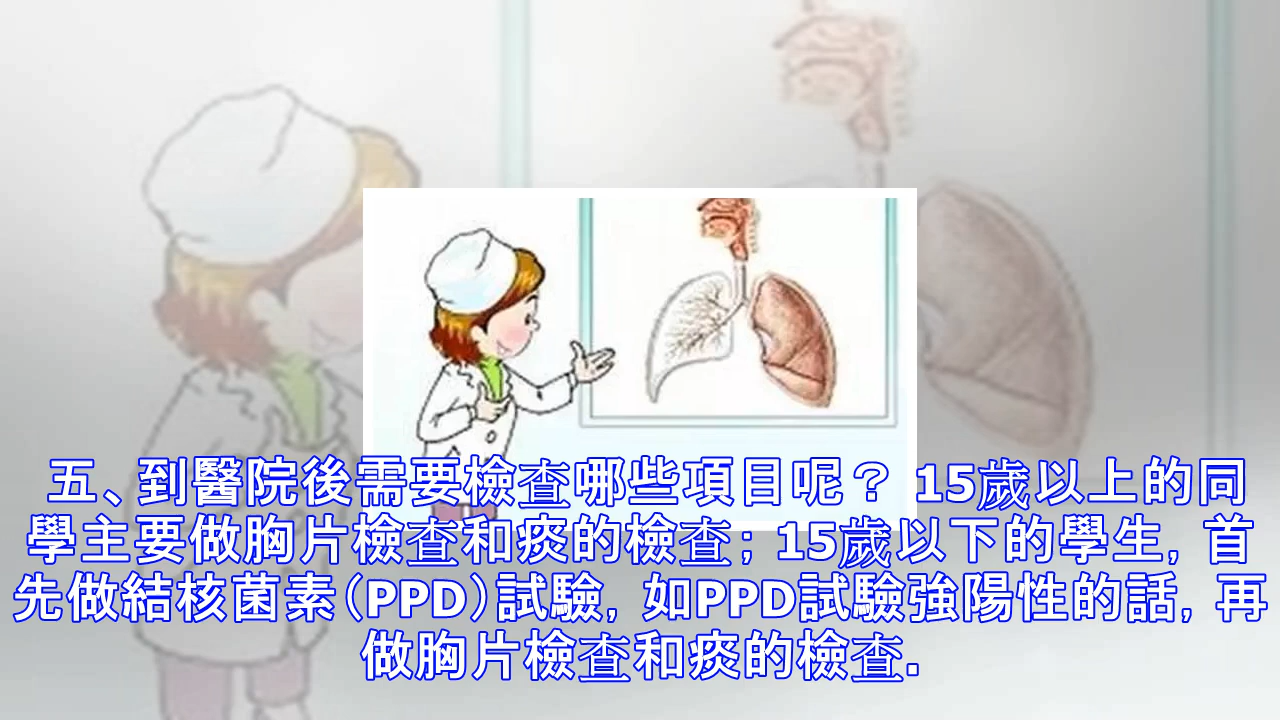 五、到醫院後需要檢查哪些項目呢？ 15歲以上的同
學主要做胸片檢查和痰的檢查; 15歲以下的學生, 首
先做結核菌素(PPD)試驗, 如PPD試驗強陽性的話, 再
做胸片檢查和痰的檢查.